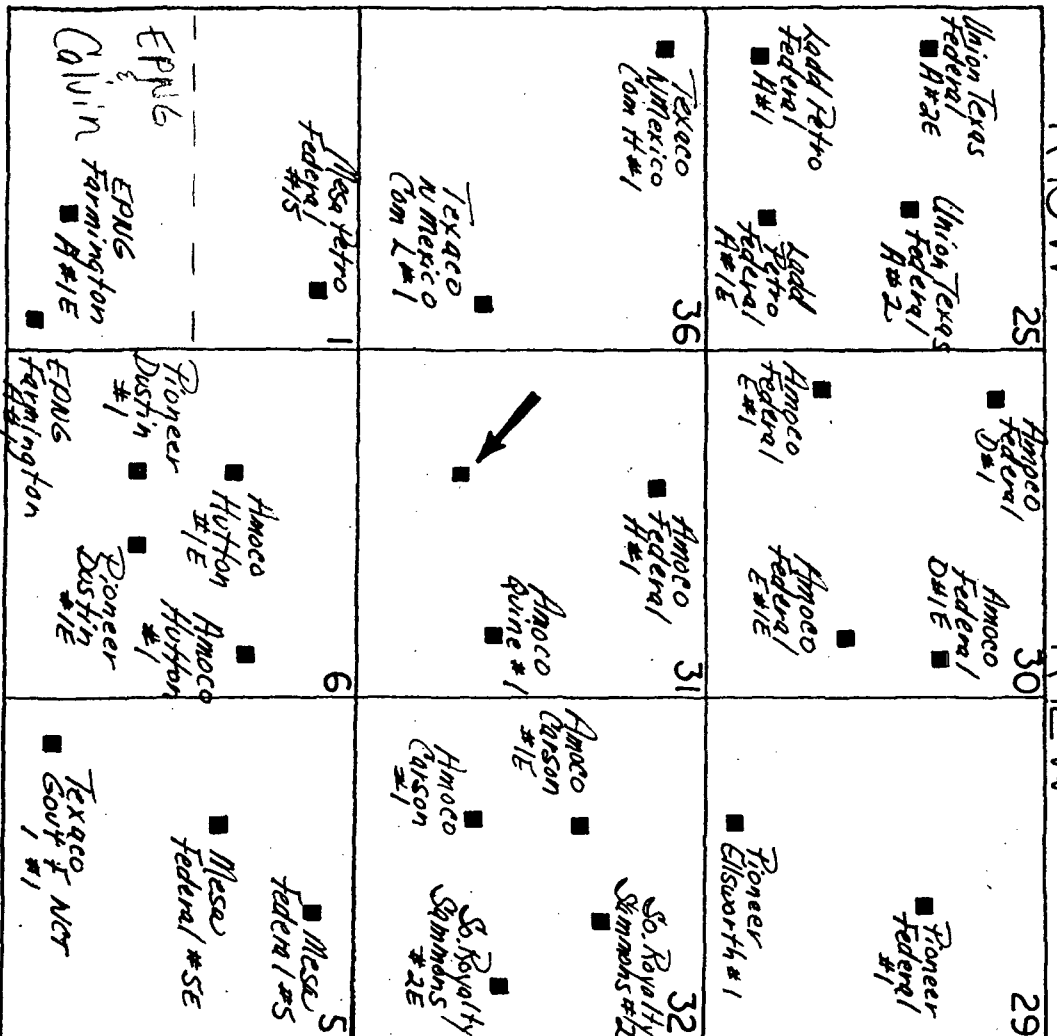 25
Union Texas
Federal
A#2E
Union Texas
Federal
A#2
Ladd Petro
Federal
A#1
Ladd
Petro
Federal
A#1E
30
Amoco
Federal
D#1
Amoco
Federal
D#1E
Amoco
Federal
E#1
Amoco
Federal
E#1E
29
Pioneer
Federal
#1
Pioneer
Ellsworth #1
36
Texaco
N Mexico
Com H #1
Texaco
N Mexico
Com L #1
31
Amoco
Federal
H#1
Amoco
Quine #1
32
So. Royalty
Summons #2
So. Royalty
Summons
#2E
Amoco
Carson
#1E
Amoco
Carson
#1
1
Mesa Petro
Federal
#15
EPNG
&
Calvin
EPNG
Farmington
A#1E
6
Amoco
Hutton
#1E
Amoco
Hutton
#1
Pioneer
Dustin
#1
Pioneer
Dustin
#1E
EPNG
Farmington
5
Mesa
Federal #5
Mesa
Federal #5E
Texaco
Govt F NCT
1 #1